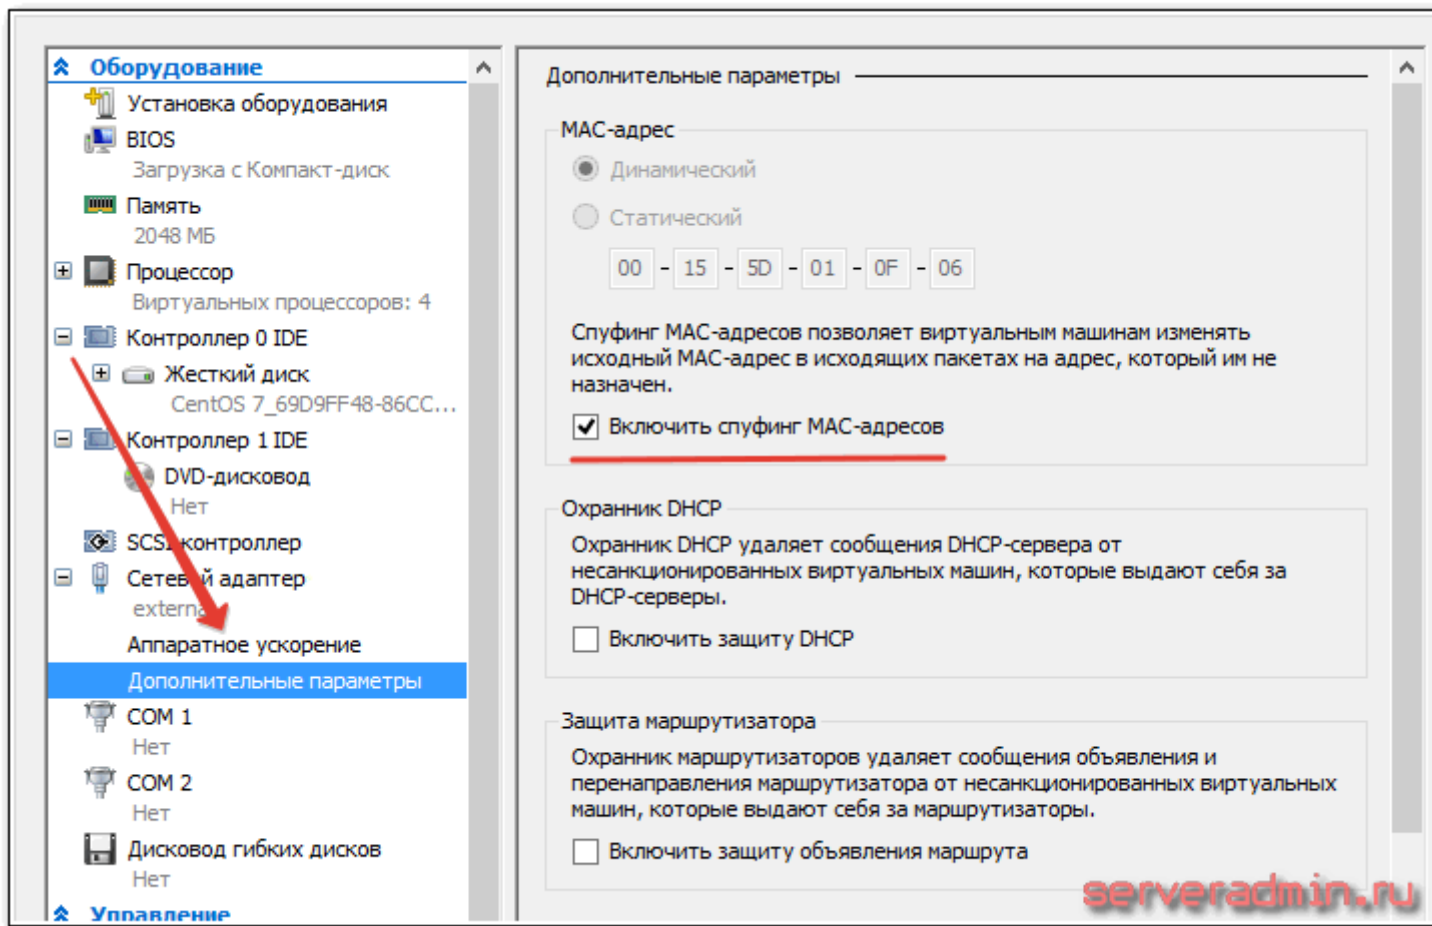 Оборудование
Установка оборудования
BIOS
Загрузка с Компакт-диск
Память
2048 МБ
Процессор
Виртуальных процессоров: 4
Контроллер 0 IDE
Жесткий диск
CentOS 7_69D9FF48-86CC...
Контроллер 1 IDE
DVD-дисковод
Нет
SCSI-контроллер
Сетевой адаптер
external
Аппаратное ускорение
Дополнительные параметры
COM 1
Нет
COM 2
Нет
Дисковод гибких дисков
Нет
Управление
Дополнительные параметры
MAC-адрес
Динамический
Статический
00 - 15 - 5D - 01 - 0F - 06
Спуфинг MAC-адресов позволяет виртуальным машинам изменять
исходный MAC-адрес в исходящих пакетах на адрес, который им не
назначен.
Включить спуфинг MAC-адресов
Охранник DHCP
Охранник DHCP удаляет сообщения DHCP-сервера от
несанкционированных виртуальных машин, которые выдают себя за
DHCP-серверы.
Включить защиту DHCP
Защита маршрутизатора
Охранник маршрутизаторов удаляет сообщения объявления и
перенаправления маршрутизатора от несанкционированных виртуальных
машин, которые выдают себя за маршрутизаторы.
Включить защиту объявления маршрута
serveradmin.ru